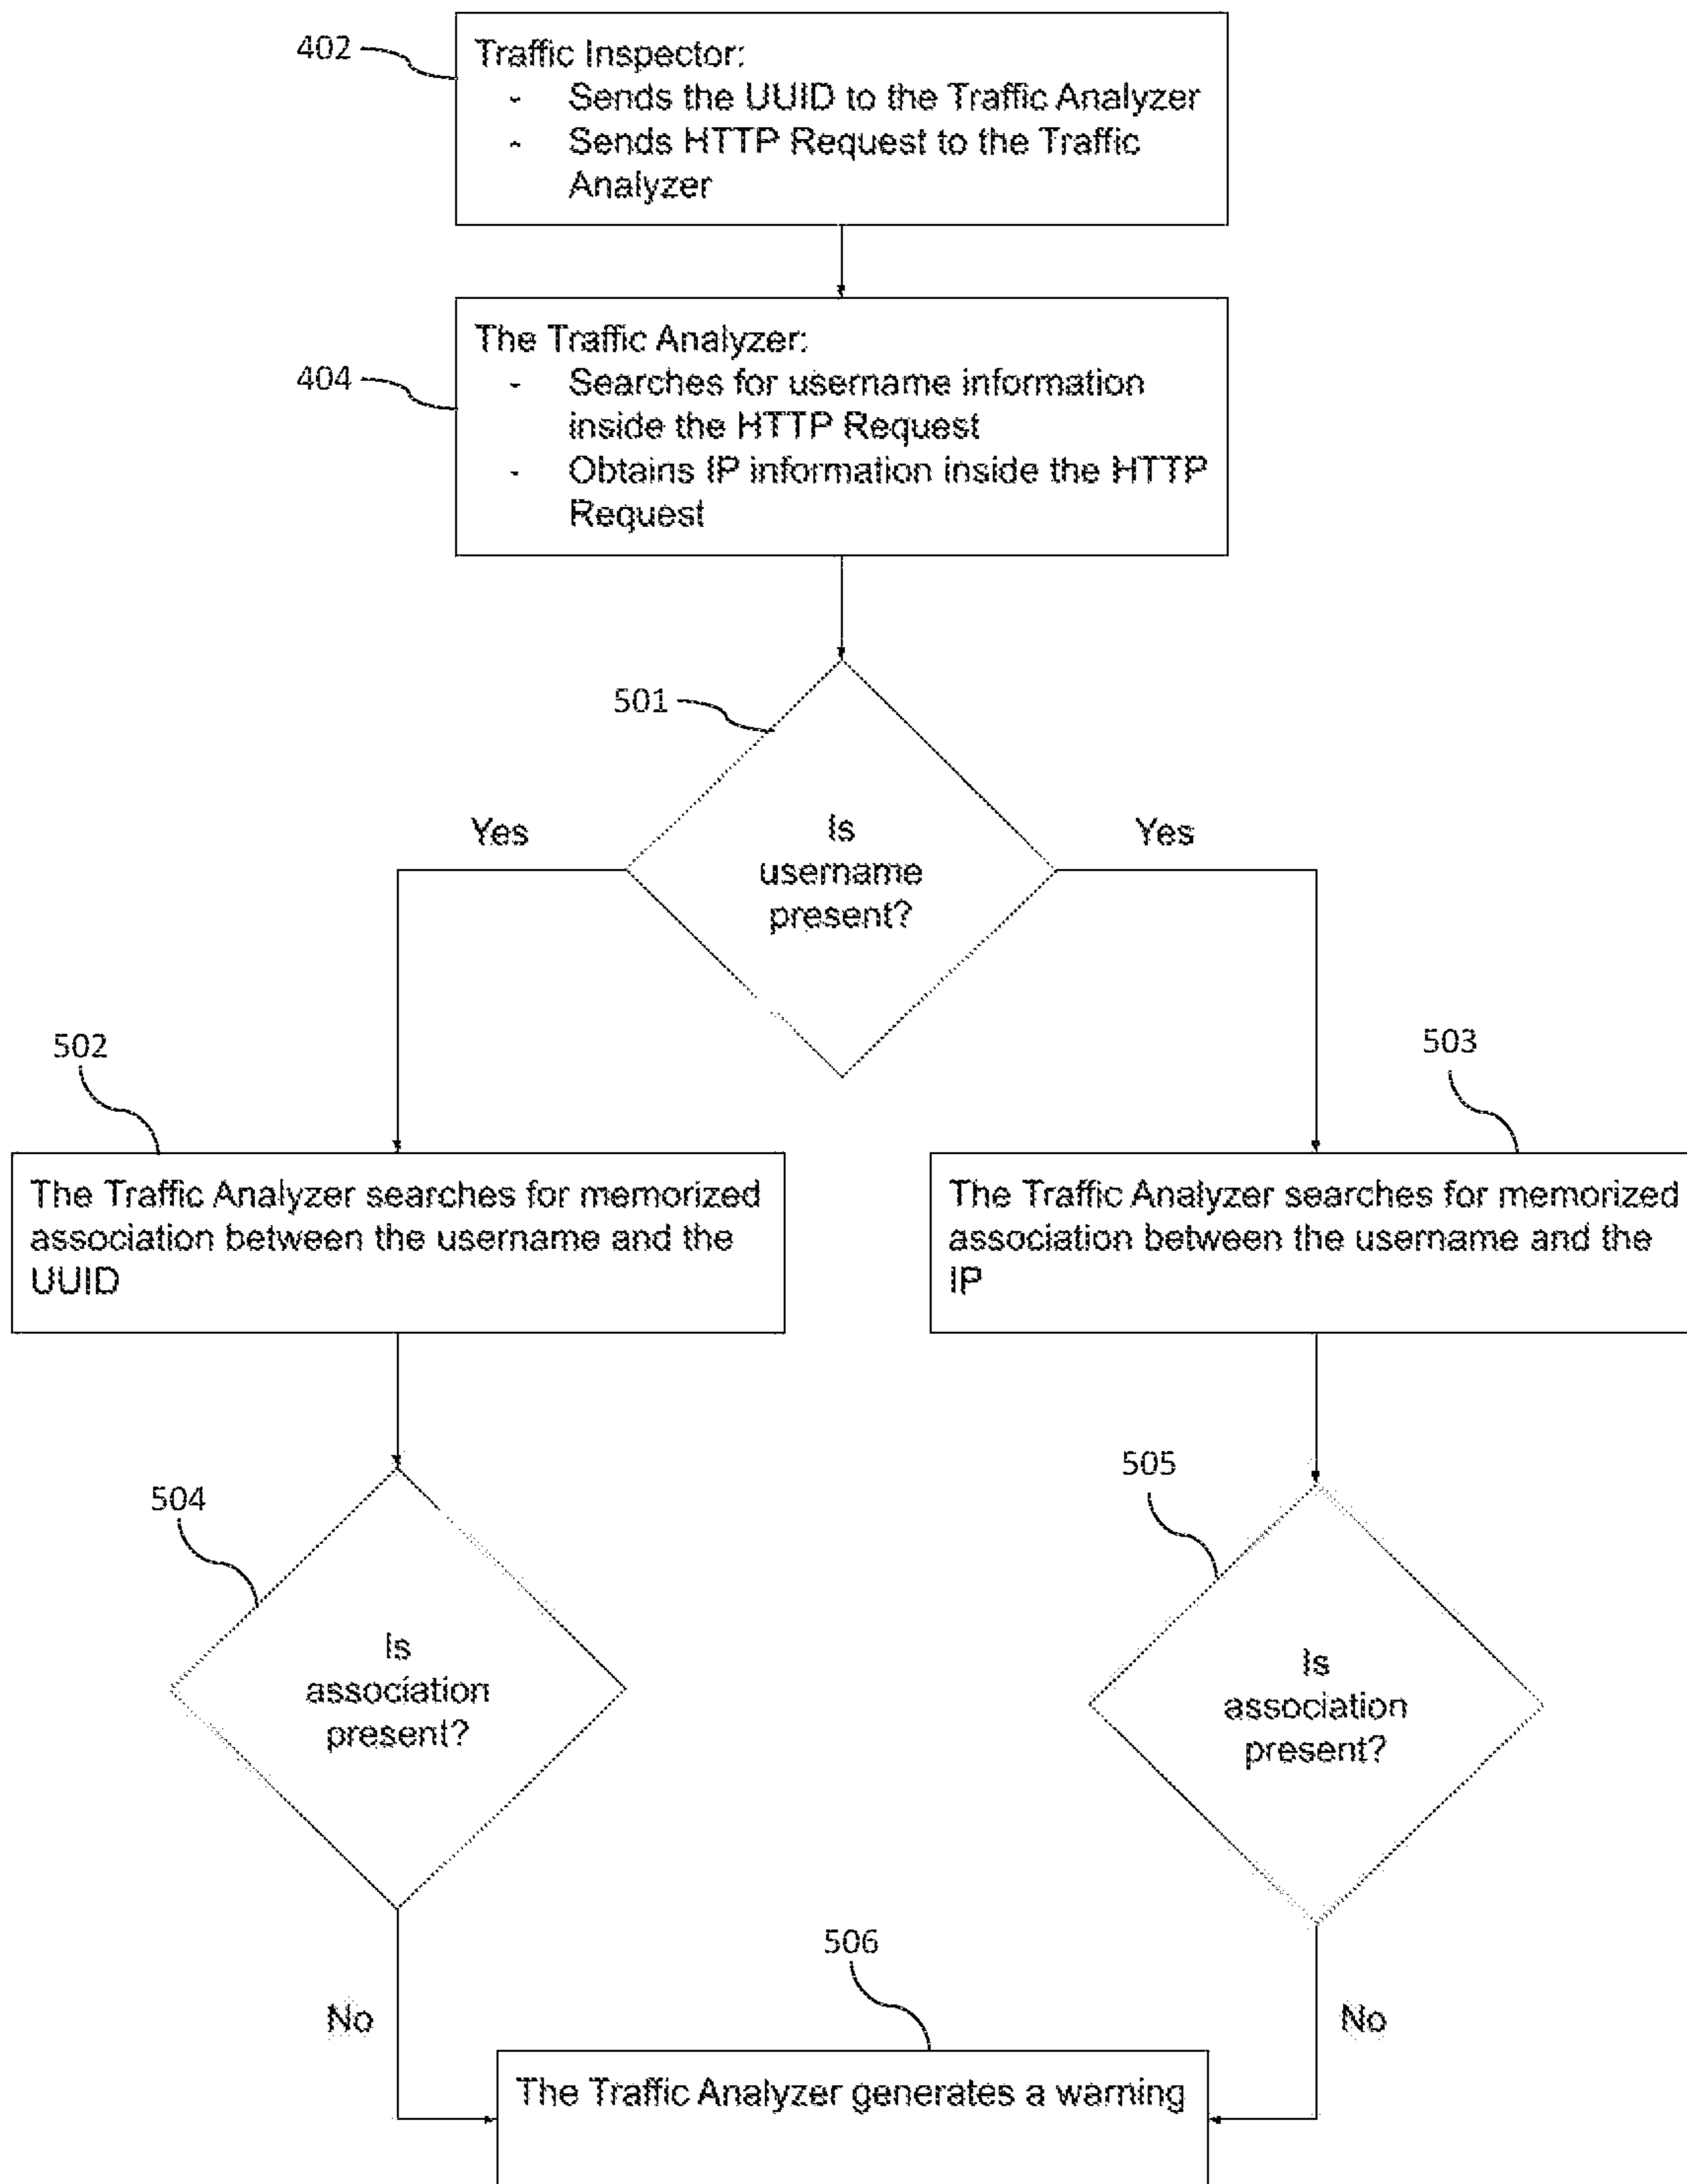 402
Traffic Inspector:
- Sends the UUID to the Traffic Analyzer
- Sends HTTP Request to the Traffic
Analyzer
404
The Traffic Analyzer:
- Searches for username information
inside the HTTP Request
- Obtains IP information inside the HTTP
Request
501
Yes
Is
username
present?
Yes
502
503
The Traffic Analyzer searches for memorized
association between the username and the
UUID
The Traffic Analyzer searches for memorized
association between the username and the
IP
504
505
Is
association
present?
Is
association
present?
506
No
No
The Traffic Analyzer generates a warning